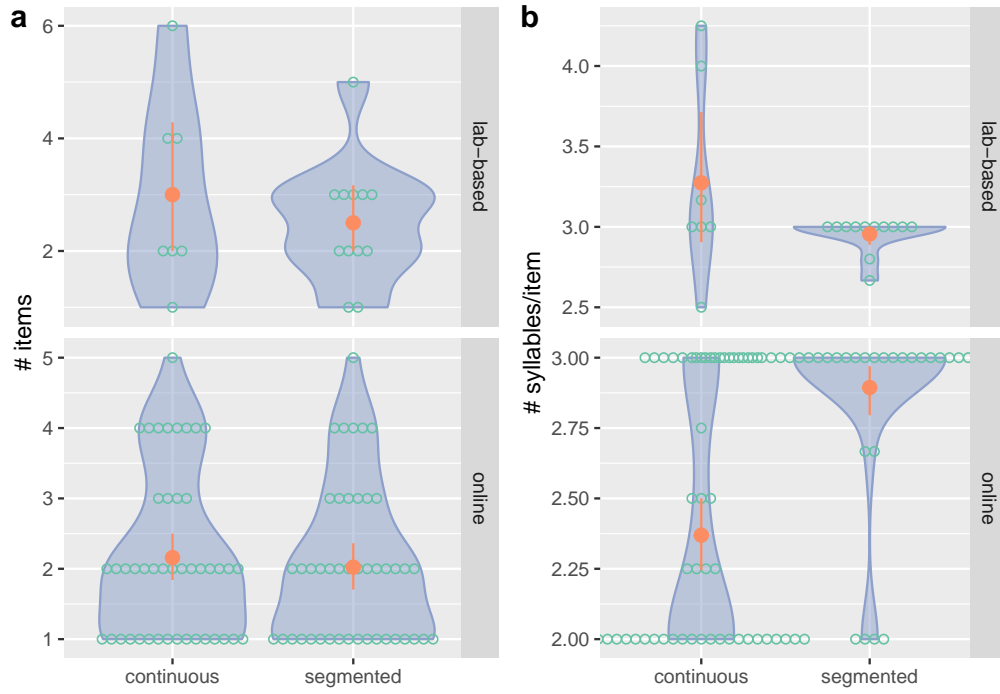 a
# items
6
4
2
lab−based
5
4
3
2
1
online
continuous
segmented
b
# syllables/item
4.0
3.5
3.0
2.5
lab−based
3.00
2.75
2.50
2.25
2.00
online
continuous
segmented